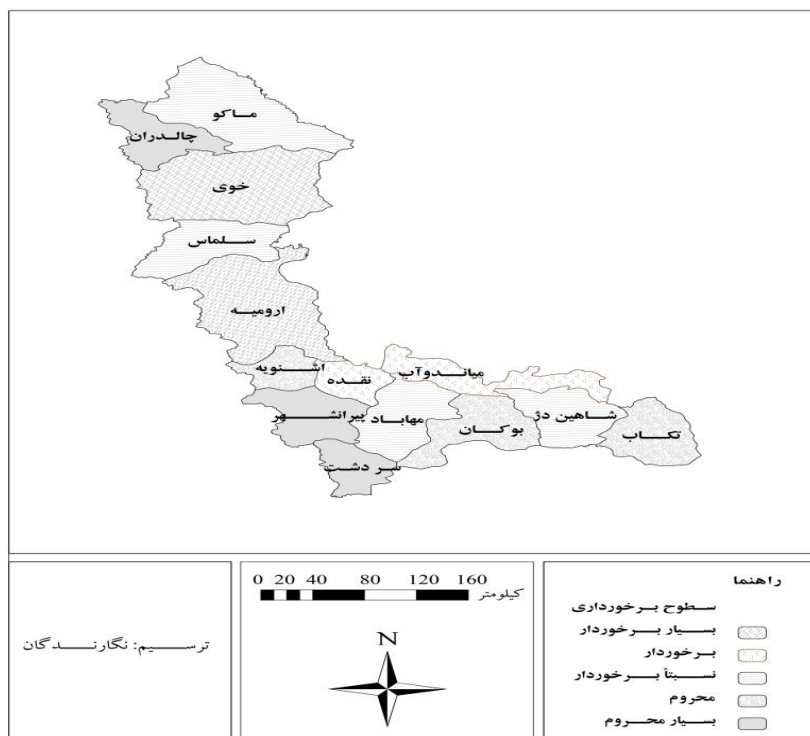 ماکو
چالدران
خوی
سلماس
ارومیه
اشنویه
نقده
میاندوآب
پیرانشهر
مهاباد
بوکان
شاهین دژ
تکاب
سردشت
ترسیم: نگارندگان
0 20 40 80 120 160
کیلومتر
N
راهنما
سطوح برخورداری
بسیار برخوردار
برخوردار
نسبتاً برخوردار
محروم
بسیار محروم